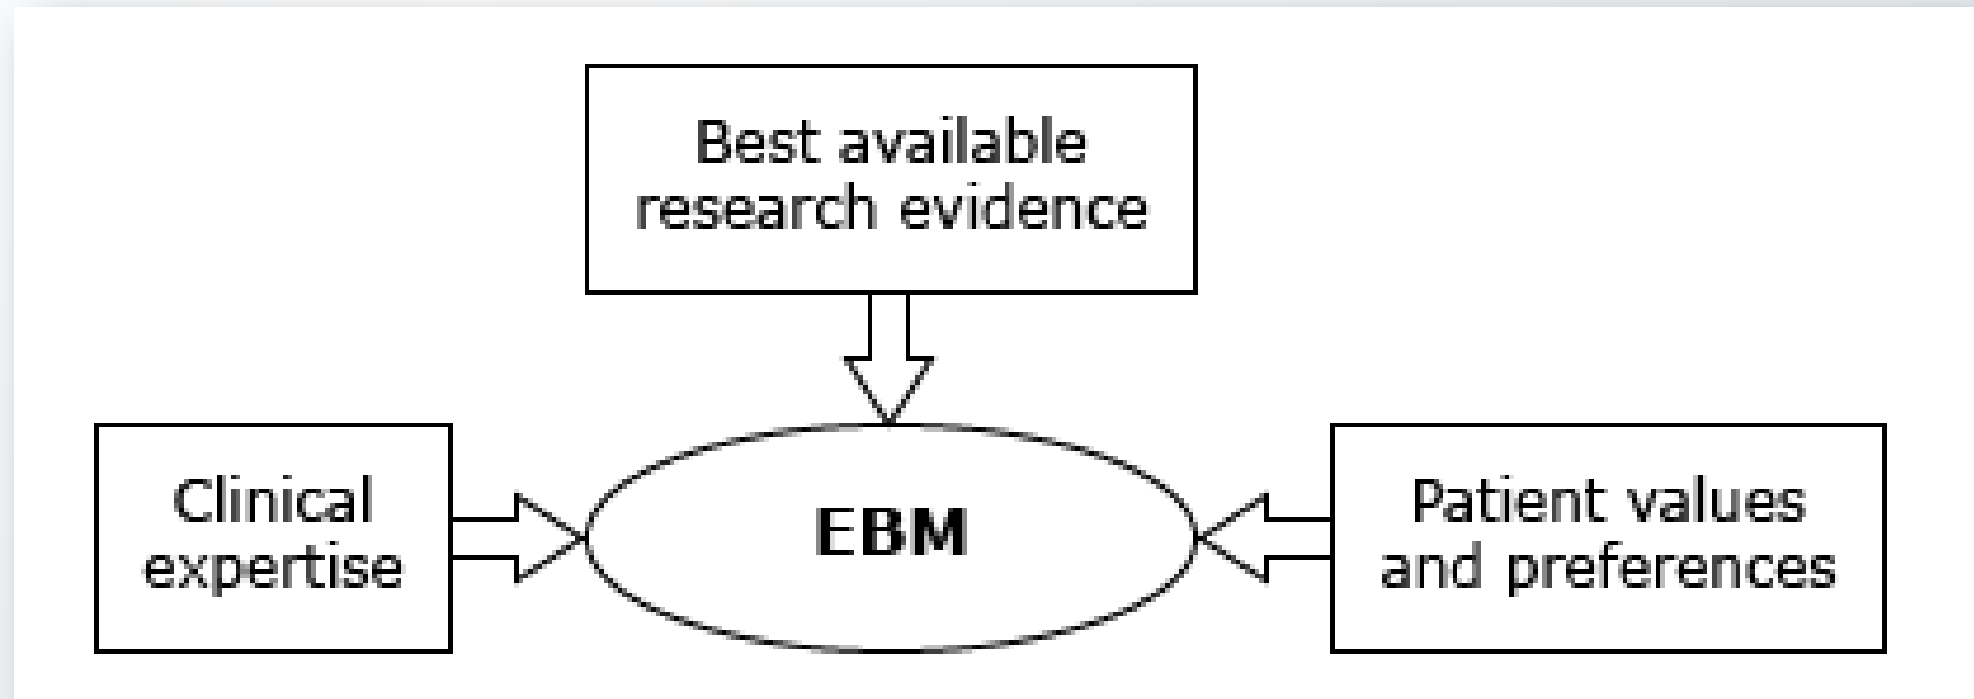 Best available
research evidence
Clinical
expertise
EBM
Patient values
and preferences